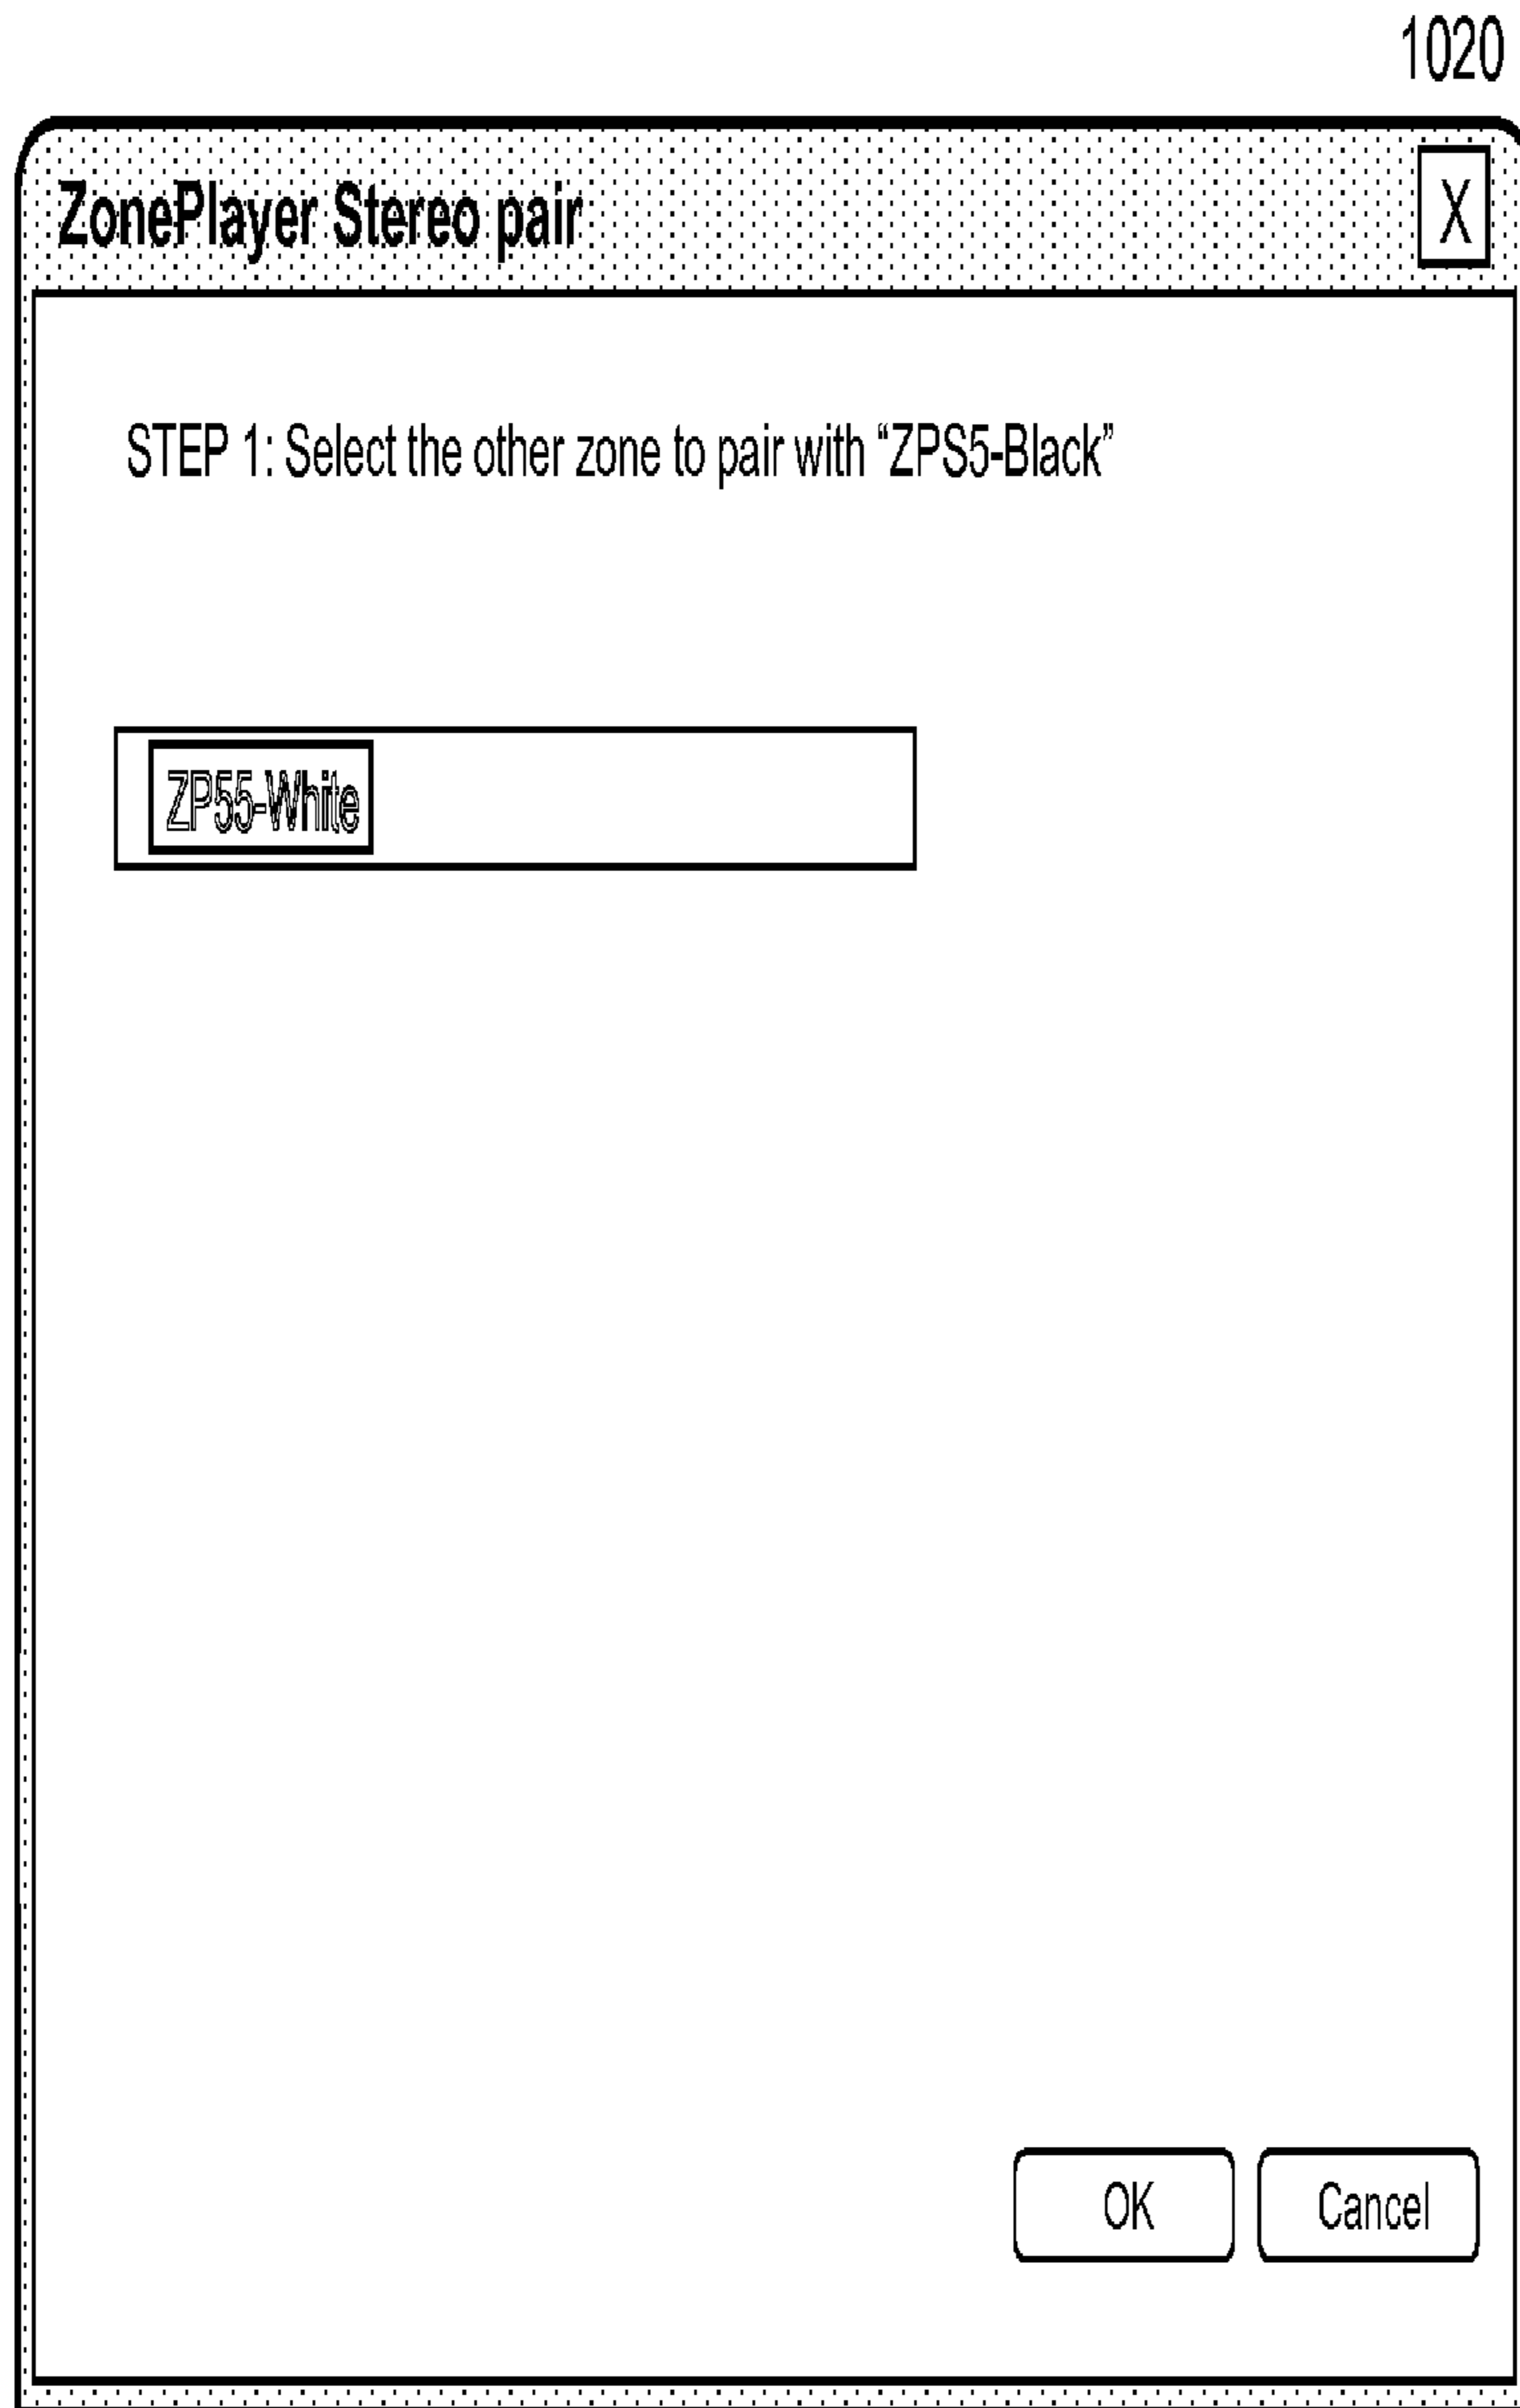 1020
ZonePlayer Stereo pair
X
STEP 1: Select the other zone to pair with “ZPS5-Black”
ZP55-White
OK
Cancel